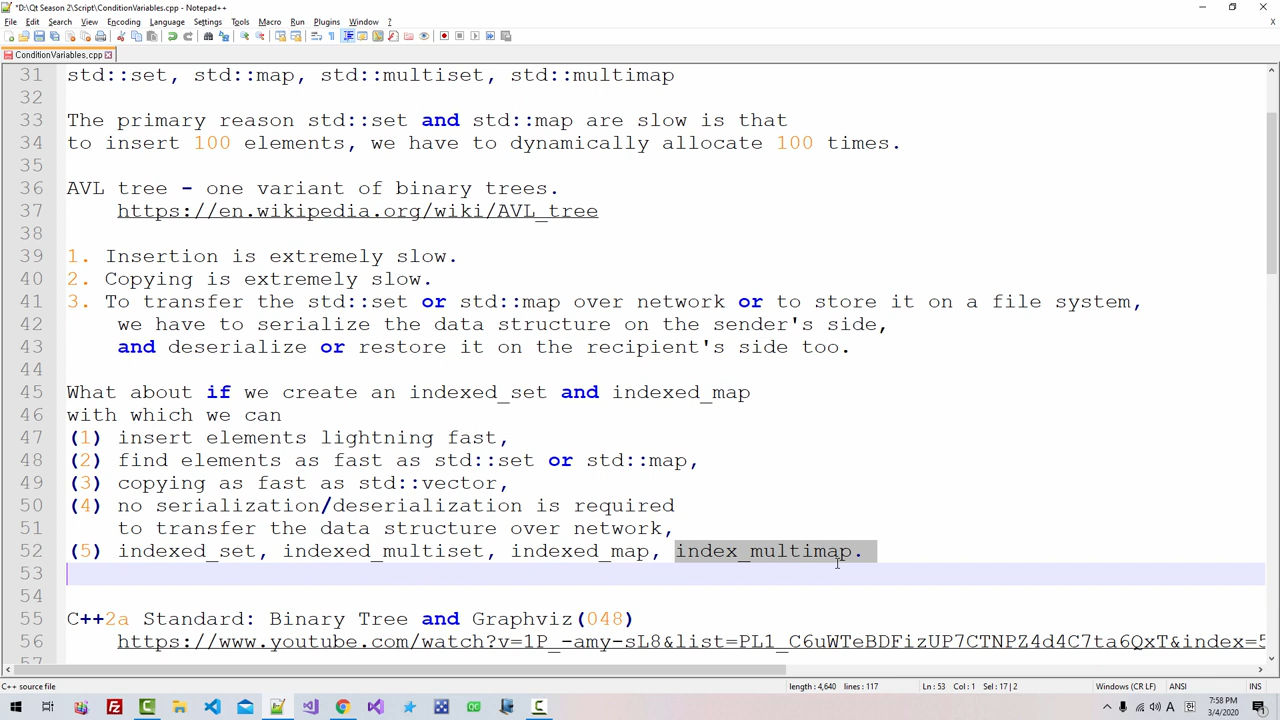 *D:\Qt Season 2\Script\ConditionVariables.cpp - Notepad++
File Edit Search View Encoding Language Settings Tools Macro Run Plugins Window ?
ConditionVariables.cpp
31 std::set, std::map, std::multiset, std::multimap
32
33 The primary reason std::set and std::map are slow is that
34 to insert 100 elements, we have to dynamically allocate 100 times.
35
36 AVL tree - one variant of binary trees.
37 https://en.wikipedia.org/wiki/AVL_tree
38
39 1. Insertion is extremely slow.
40 2. Copying is extremely slow.
41 3. To transfer the std::set or std::map over network or to store it on a file system,
42 we have to serialize the data structure on the sender's side,
43 and deserialize or restore it on the recipient's side too.
44
45 What about if we create an indexed_set and indexed_map
46 with which we can
47 (1) insert elements lightning fast,
48 (2) find elements as fast as std::set or std::map,
49 (3) copying as fast as std::vector,
50 (4) no serialization/deserialization is required
51 to transfer the data structure over network,
52 (5) indexed_set, indexed_multiset, indexed_map, index_multimap.
53
54
55 C++2a Standard: Binary Tree and Graphviz(048)
56 https://www.youtube.com/watch?v=1P_-amy-sL8&list=PL1_C6uWTeBDFizUP7CTNPZ4d4C7ta6QxT&index=5
57
C++ source file length : 4,640 lines : 117 Ln : 53 Col : 1 Sel : 17 | 2 Windows (CR LF) ANSI INS
7:58 PM
3/4/2020